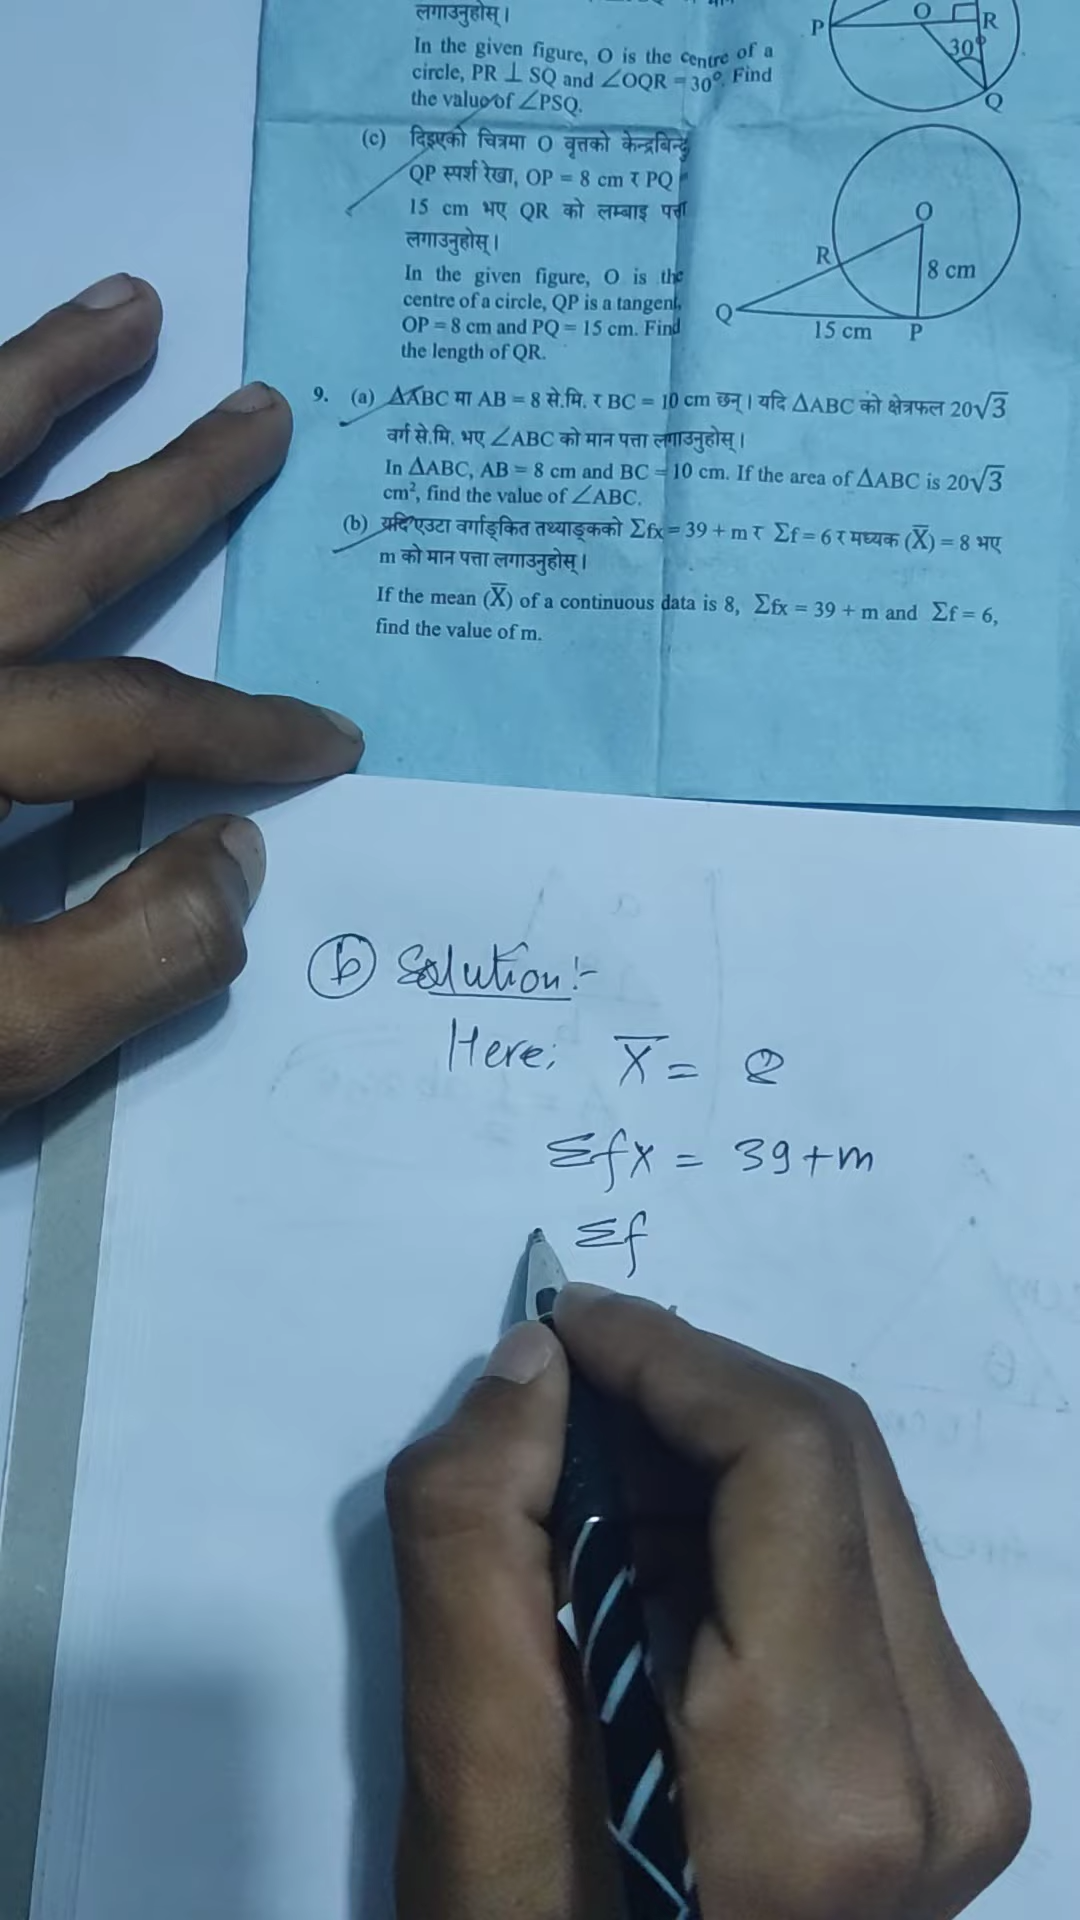 लगाउनुहोस् ।
In the given figure, O is the centre of a
circle, PR ⊥ SQ and ∠OQR = 30°. Find
the value of ∠PSQ.
P
O
R
30°
Q
(c) दिइएको चित्रमा O वृत्तको केन्द्रबिन्दु
QP स्पर्श रेखा, OP = 8 cm र PQ =
15 cm भए QR को लम्बाइ पत्ता
लगाउनुहोस् ।
In the given figure, O is the
centre of a circle, QP is a tangent,
OP = 8 cm and PQ = 15 cm. Find
the length of QR.
O
R
8 cm
Q
15 cm
P
9. (a) ΔABC मा AB = 8 से.मि. र BC = 10 cm छन् । यदि ΔABC को क्षेत्रफल 20√3
वर्ग से.मि. भए ∠ABC को मान पत्ता लगाउनुहोस् ।
In ΔABC, AB = 8 cm and BC = 10 cm. If the area of ΔABC is 20√3
cm², find the value of ∠ABC.
(b) यदि एउटा वर्गाङ्कित तथ्याङ्कको Σfx = 39 + m र Σf = 6 र मध्यक (X̅) = 8 भए
m को मान पत्ता लगाउनुहोस् ।
If the mean (X̅) of a continuous data is 8, Σfx = 39 + m and Σf = 6,
find the value of m.
(b) Solution:-
Here; X̅ = 8
Σfx = 39+m
Σf